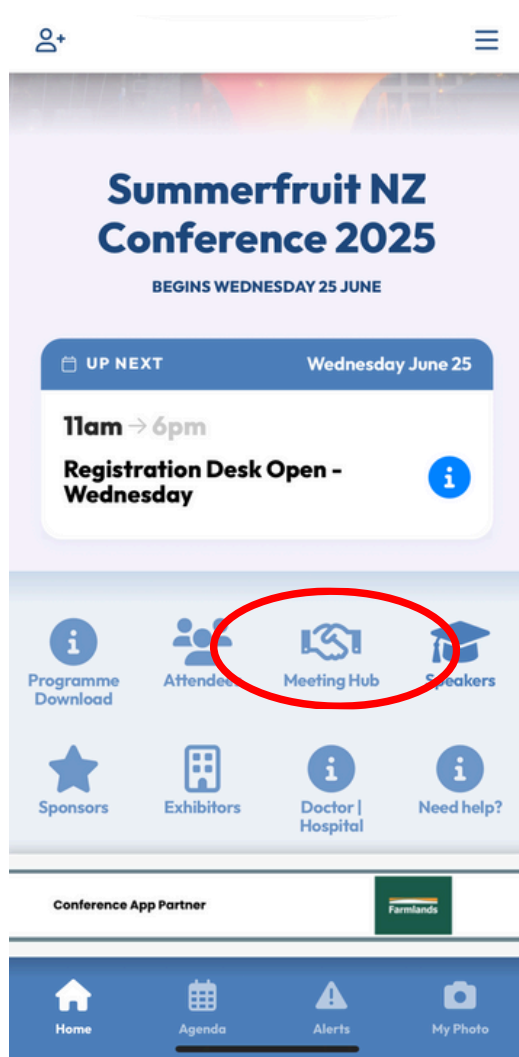 Summerfruit NZ
Conference 2025
BEGINS WEDNESDAY 25 JUNE
UP NEXT Wednesday June 25
11am → 6pm
Registration Desk Open -
Wednesday
Programme
Download
Attendees
Meeting Hub
Speakers
Sponsors
Exhibitors
Doctor |
Hospital
Need help?
Conference App Partner
Farmlands
Home Agenda Alerts My Photo